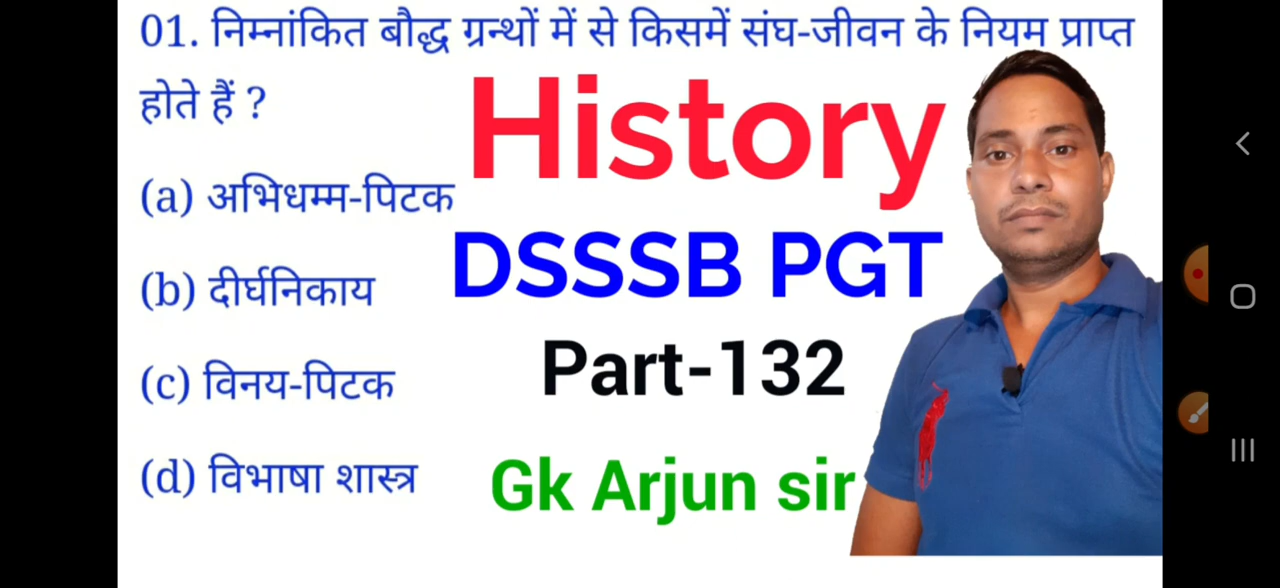 01. निम्नांकित बौद्ध ग्रन्थों में से किसमें संघ-जीवन के नियम प्राप्त
होते हैं ?
History
(a) अभिधम्म-पिटक
DSSSB PGT
(b) दीर्घनिकाय
Part-132
(c) विनय-पिटक
(d) विभाषा शास्त्र
Gk Arjun sir